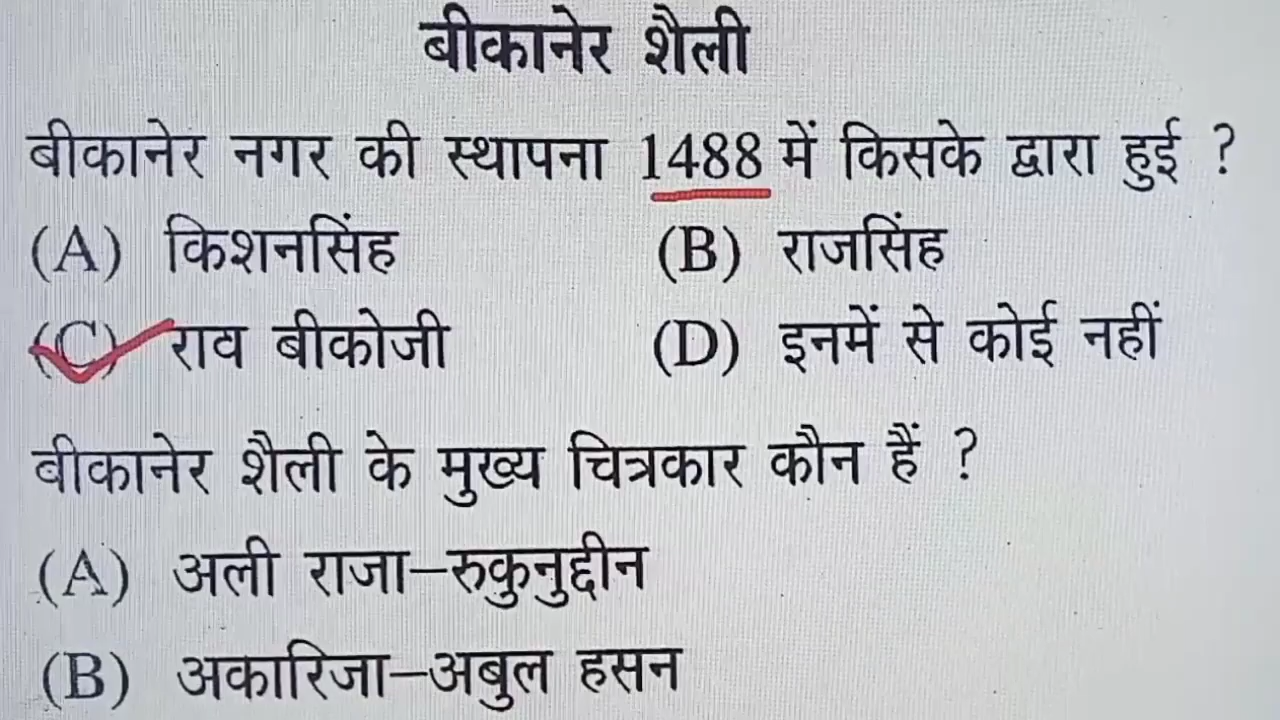 बीकानेर शैली
बीकानेर नगर की स्थापना 1488 में किसके द्वारा हुई ?
(A) किशनसिंह (B) राजसिंह
(C) राव बीकोजी (D) इनमें से कोई नहीं
बीकानेर शैली के मुख्य चित्रकार कौन हैं ?
(A) अली राजा–रुकुनुद्दीन
(B) अकारिजा–अबुल हसन